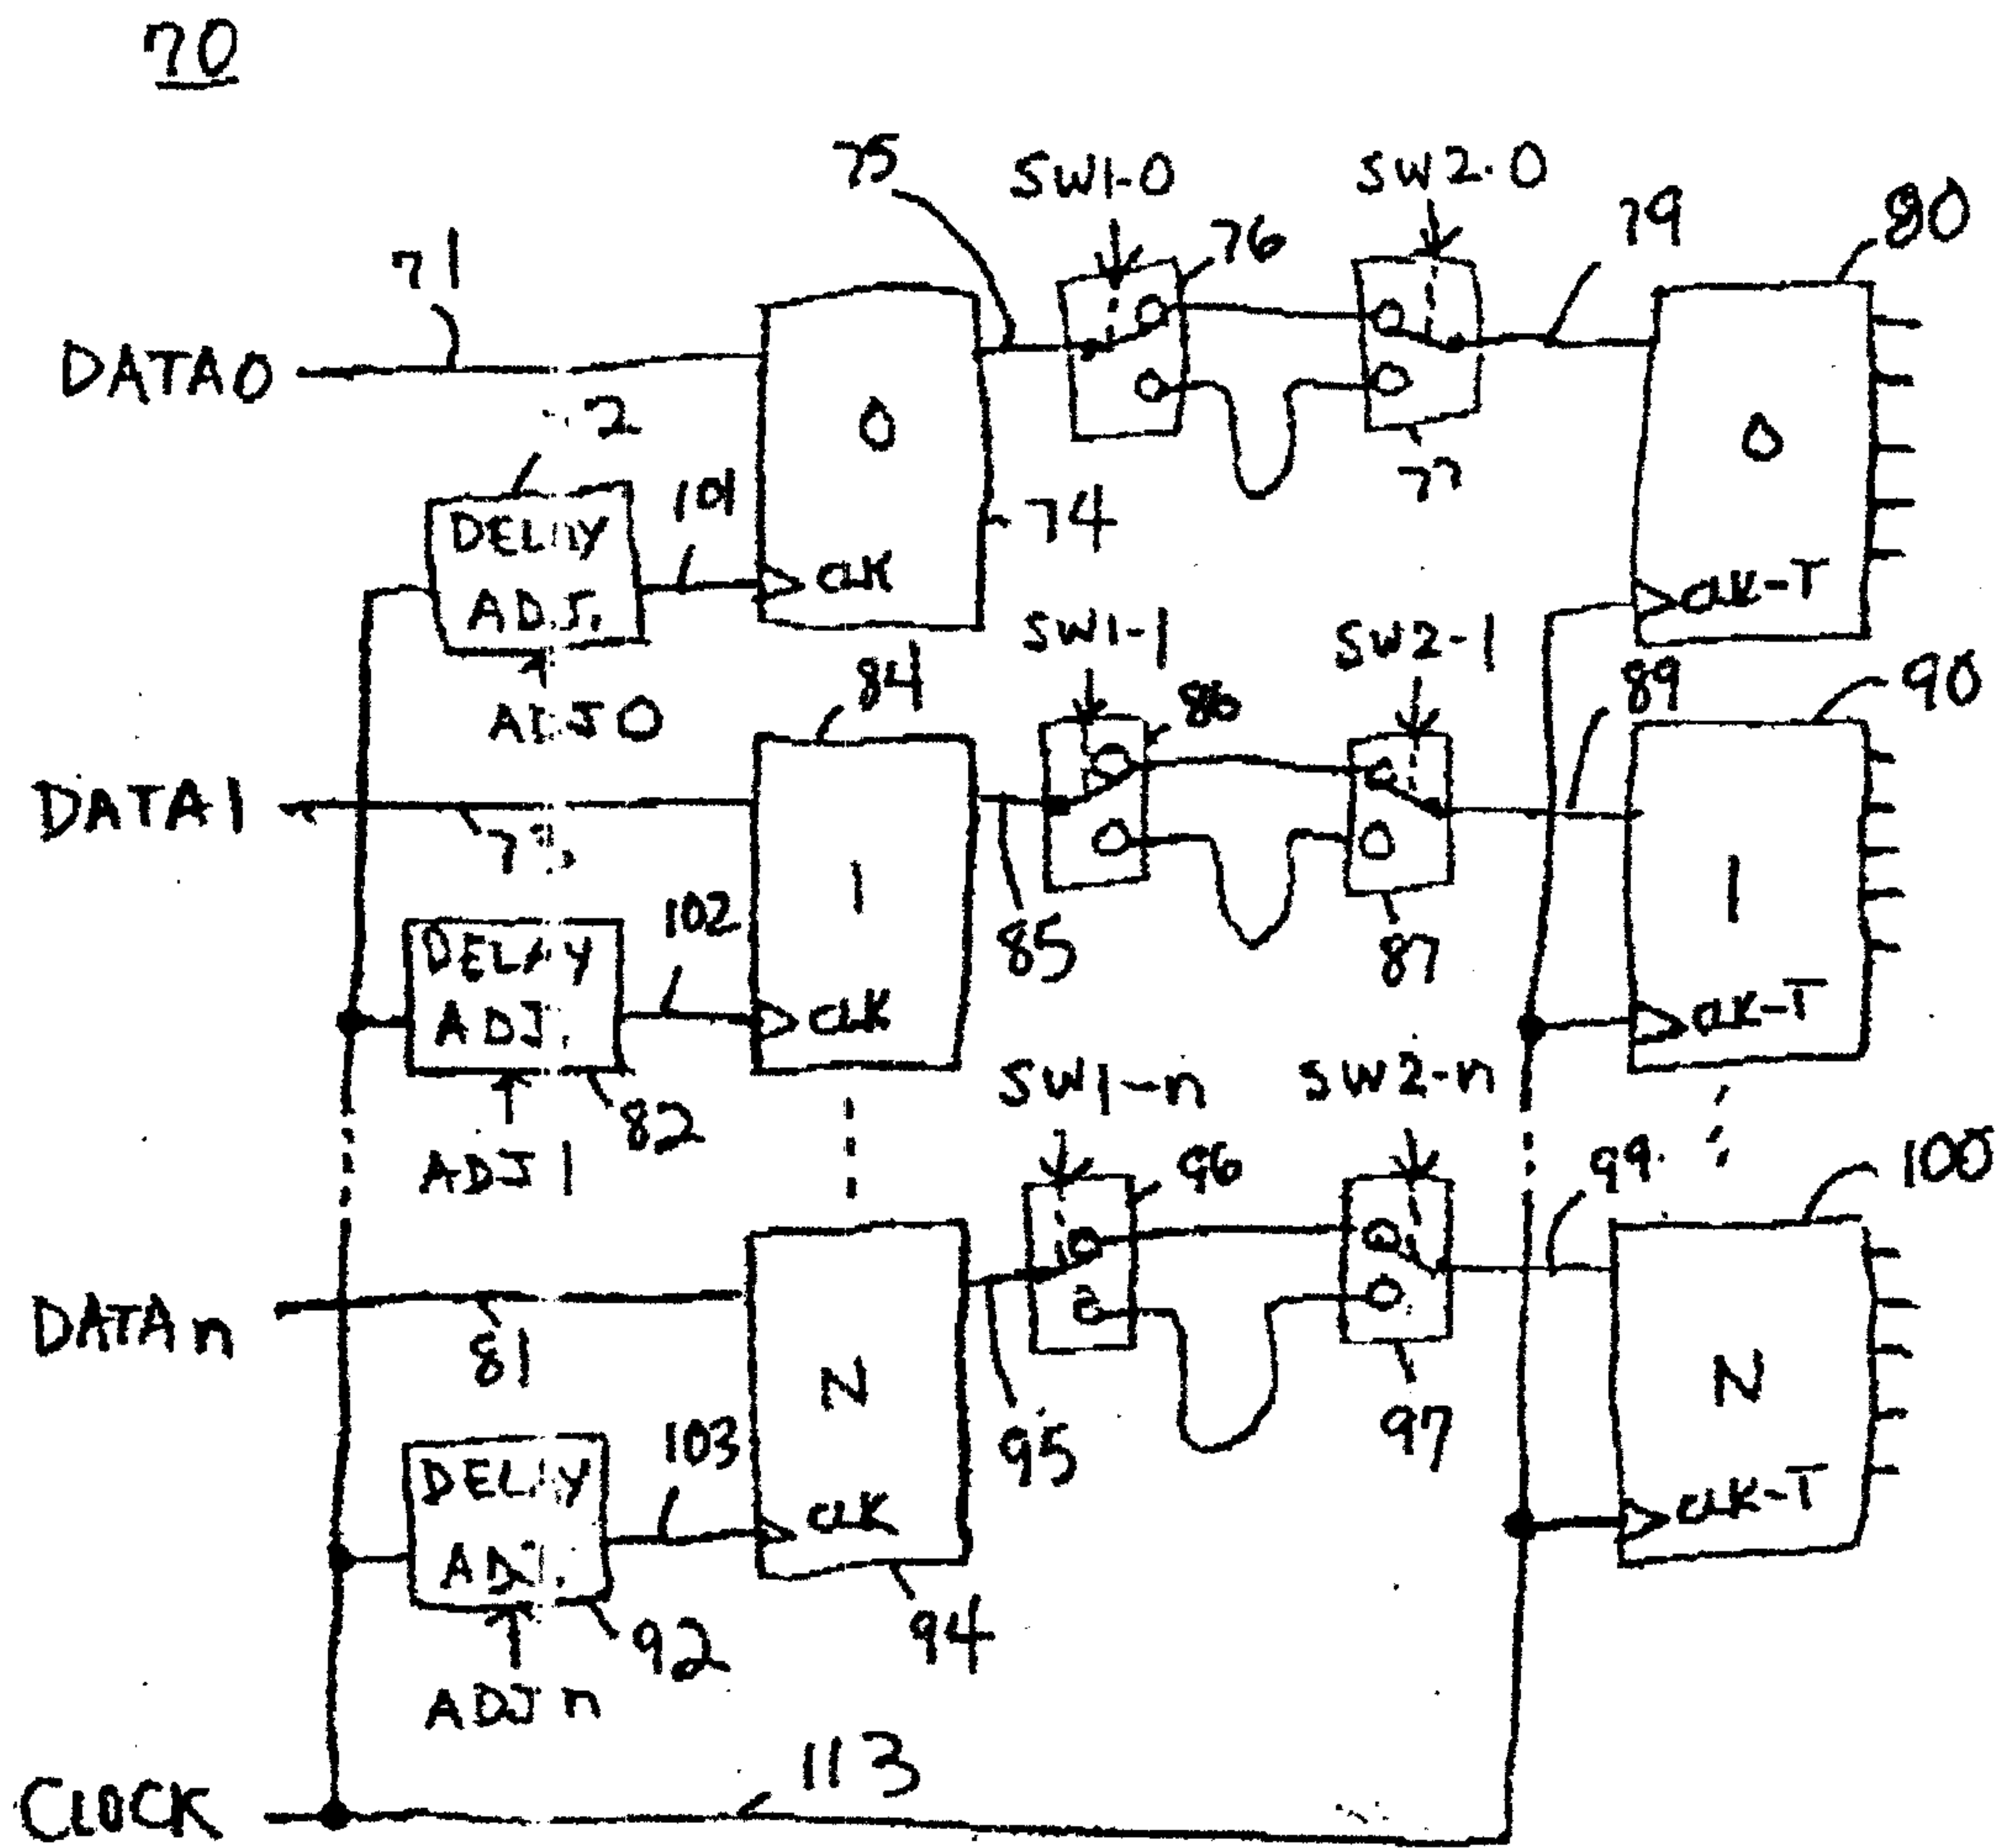 70
75
SW1-0
SW2-0
71
76
79
80
DATA0
0
0
101
74
77
DELAY
ADJ.
CLK
CLK-T
SW1-1
SW2-1
84
89
90
ADJ0
86
DATA1
1
1
102
85
87
DELAY
ADJ.
CLK
CLK-T
SW1-n
SW2-n
82
ADJ1
96
99
100
DATAn
81
N
N
103
95
97
DELAY
ADJ.
CLK
CLK-T
92
94
ADJn
113
CLOCK